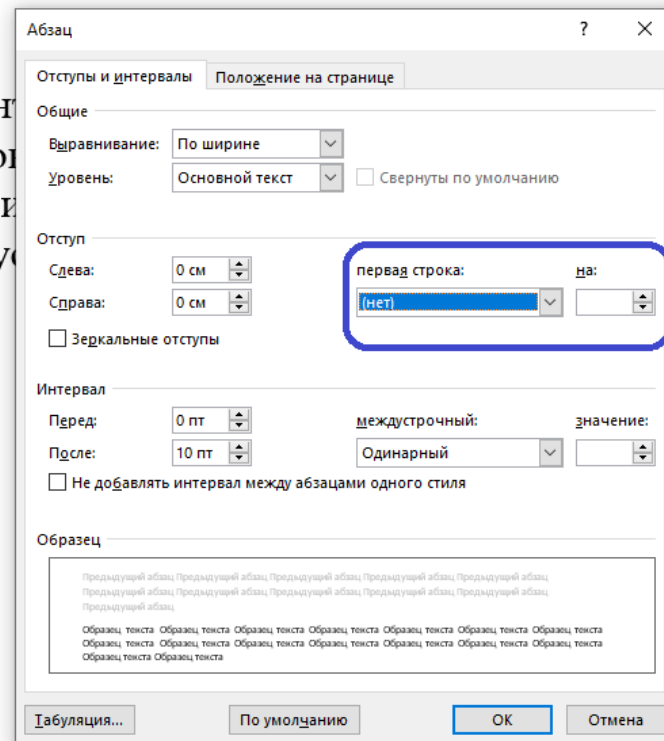 Абзац ? ×
Отступы и интервалы Положение на странице
Общие
Выравнивание: По ширине
Уровень: Основной текст Свернуты по умолчанию
Отступ
Слева: 0 см первая строка: на:
Справа: 0 см (нет)
Зеркальные отступы
Интервал
Перед: 0 пт междустрочный: значение:
После: 10 пт Одинарный
Не добавлять интервал между абзацами одного стиля
Образец
Предыдущий абзац Предыдущий абзац Предыдущий абзац Предыдущий абзац Предыдущий абзац
Предыдущий абзац Предыдущий абзац Предыдущий абзац Предыдущий абзац Предыдущий абзац
Предыдущий абзац
Образец текста Образец текста Образец текста Образец текста Образец текста Образец текста Образец текста
Образец текста Образец текста Образец текста Образец текста Образец текста Образец текста Образец текста
Образец текста Образец текста
Табуляция... По умолчанию ОК Отмена